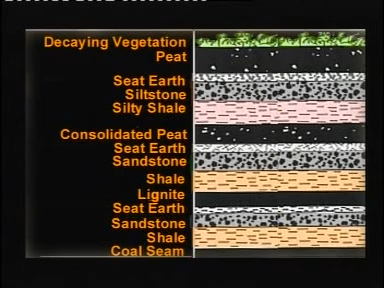 Decaying Vegetation
Peat
Seat Earth
Siltstone
Silty Shale
Consolidated Peat
Seat Earth
Sandstone
Shale
Lignite
Seat Earth
Sandstone
Shale
Coal Seam